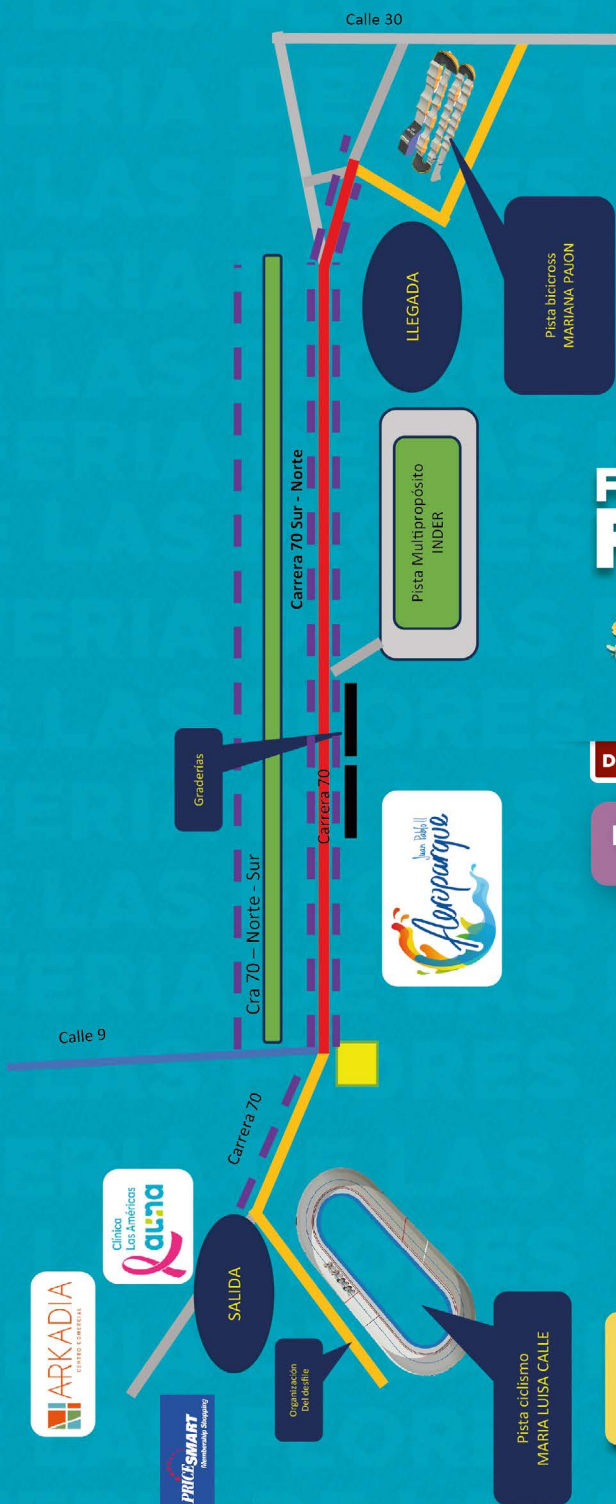 Calle 30
LLEGADA
Pista bicicross
MARIANA PAJON
Carrera 70 Sur - Norte
Pista Multipropósito
INDER
Graderías
Carrera 70
Juan Pablo II
Aeroparque
Cra 70 – Norte - Sur
Calle 9
Carrera 70
Clínica
Las Américas
auna
SALIDA
ARKADIA
CENTRO COMERCIAL
Organización
Del desfile
PRICESMART
Membership Shopping
Pista ciclismo
MARIA LUISA CALLE
F
D